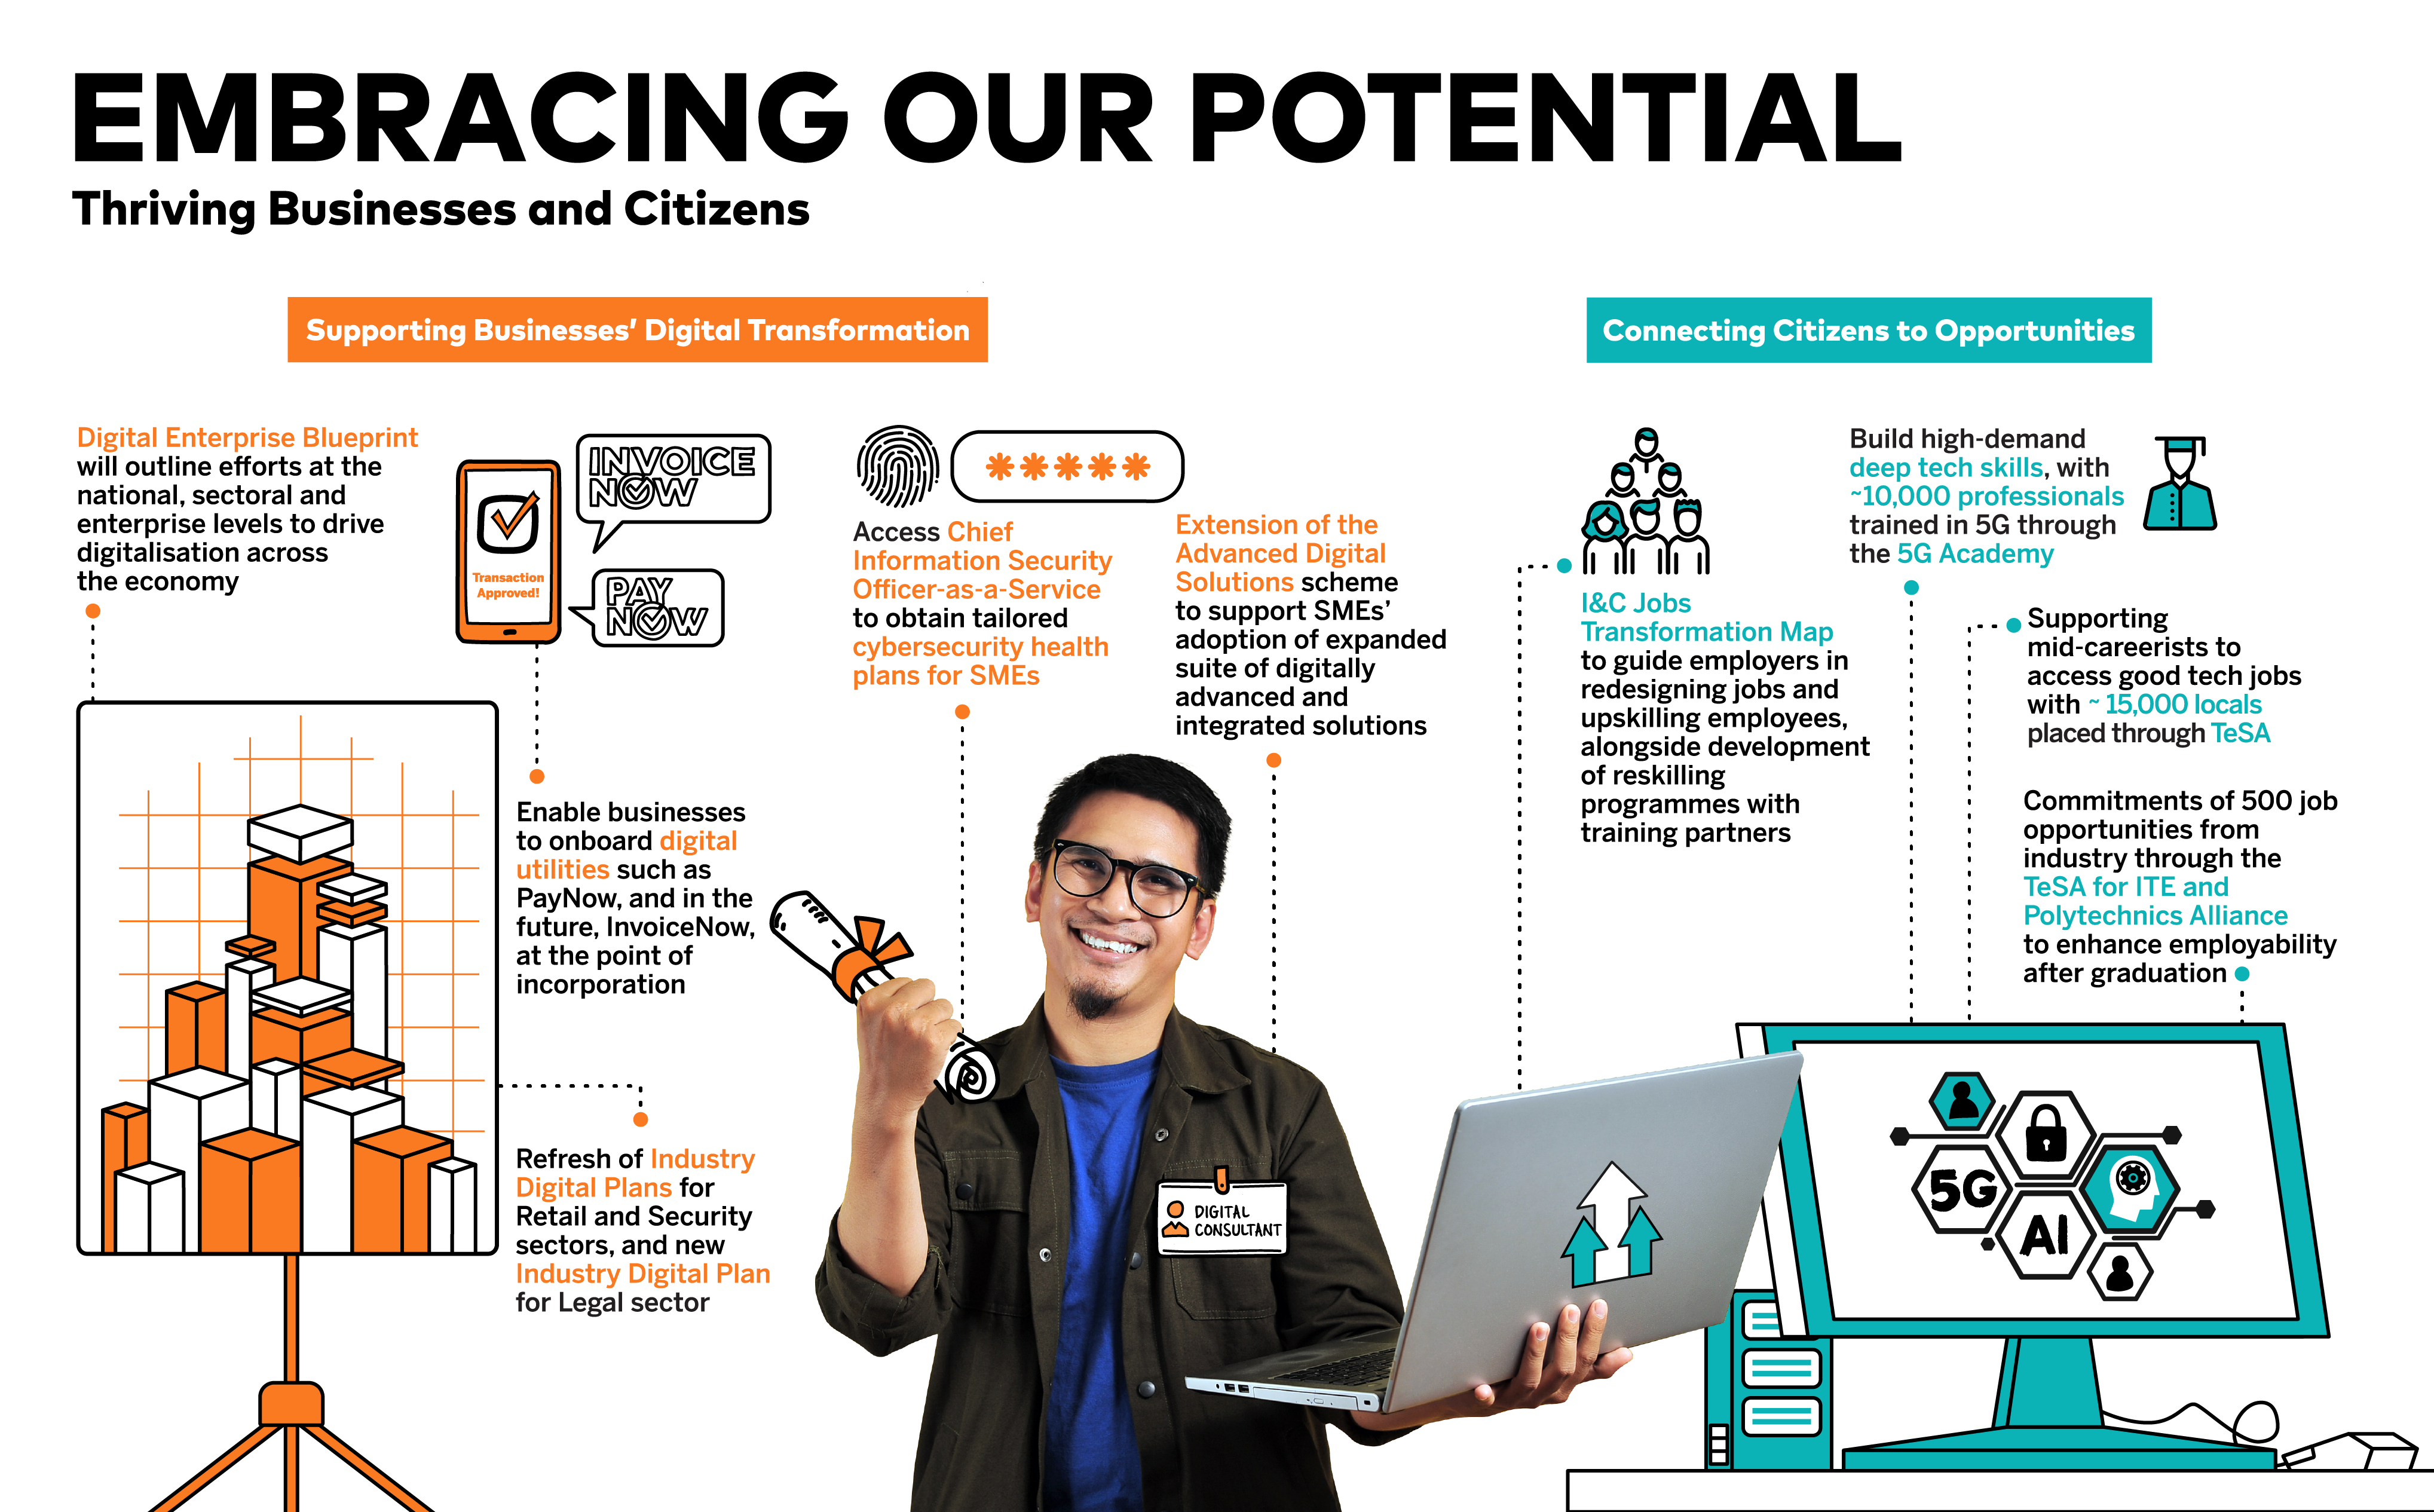 EMBRACING OUR POTENTIAL
Thriving Businesses and Citizens
Supporting Businesses' Digital Transformation
Digital Enterprise Blueprint
will outline efforts at the
national, sectoral and
enterprise levels to drive
digitalisation across
the economy
Transaction
Approved!
INVOICE
NOW
PAY
NOW
Enable businesses
to onboard digital
utilities such as
PayNow, and in the
future, InvoiceNow,
at the point of
incorporation
Refresh of Industry
Digital Plans for
Retail and Security
sectors, and new
Industry Digital Plan
for Legal sector
*****
Access Chief
Information Security
Officer-as-a-Service
to obtain tailored
cybersecurity health
plans for SMEs
Extension of the
Advanced Digital
Solutions scheme
to support SMEs'
adoption of expanded
suite of digitally
advanced and
integrated solutions
DIGITAL
CONSULTANT
Connecting Citizens to Opportunities
I&C Jobs
Transformation Map
to guide employers in
redesigning jobs and
upskilling employees,
alongside development
of reskilling
programmes with
training partners
Build high-demand
deep tech skills, with
~10,000 professionals
trained in 5G through
the 5G Academy
Supporting
mid-careerists to
access good tech jobs
with ~ 15,000 locals
placed through TeSA
Commitments of 500 job
opportunities from
industry through the
TeSA for ITE and
Polytechnics Alliance
to enhance employability
after graduation
5G
AI